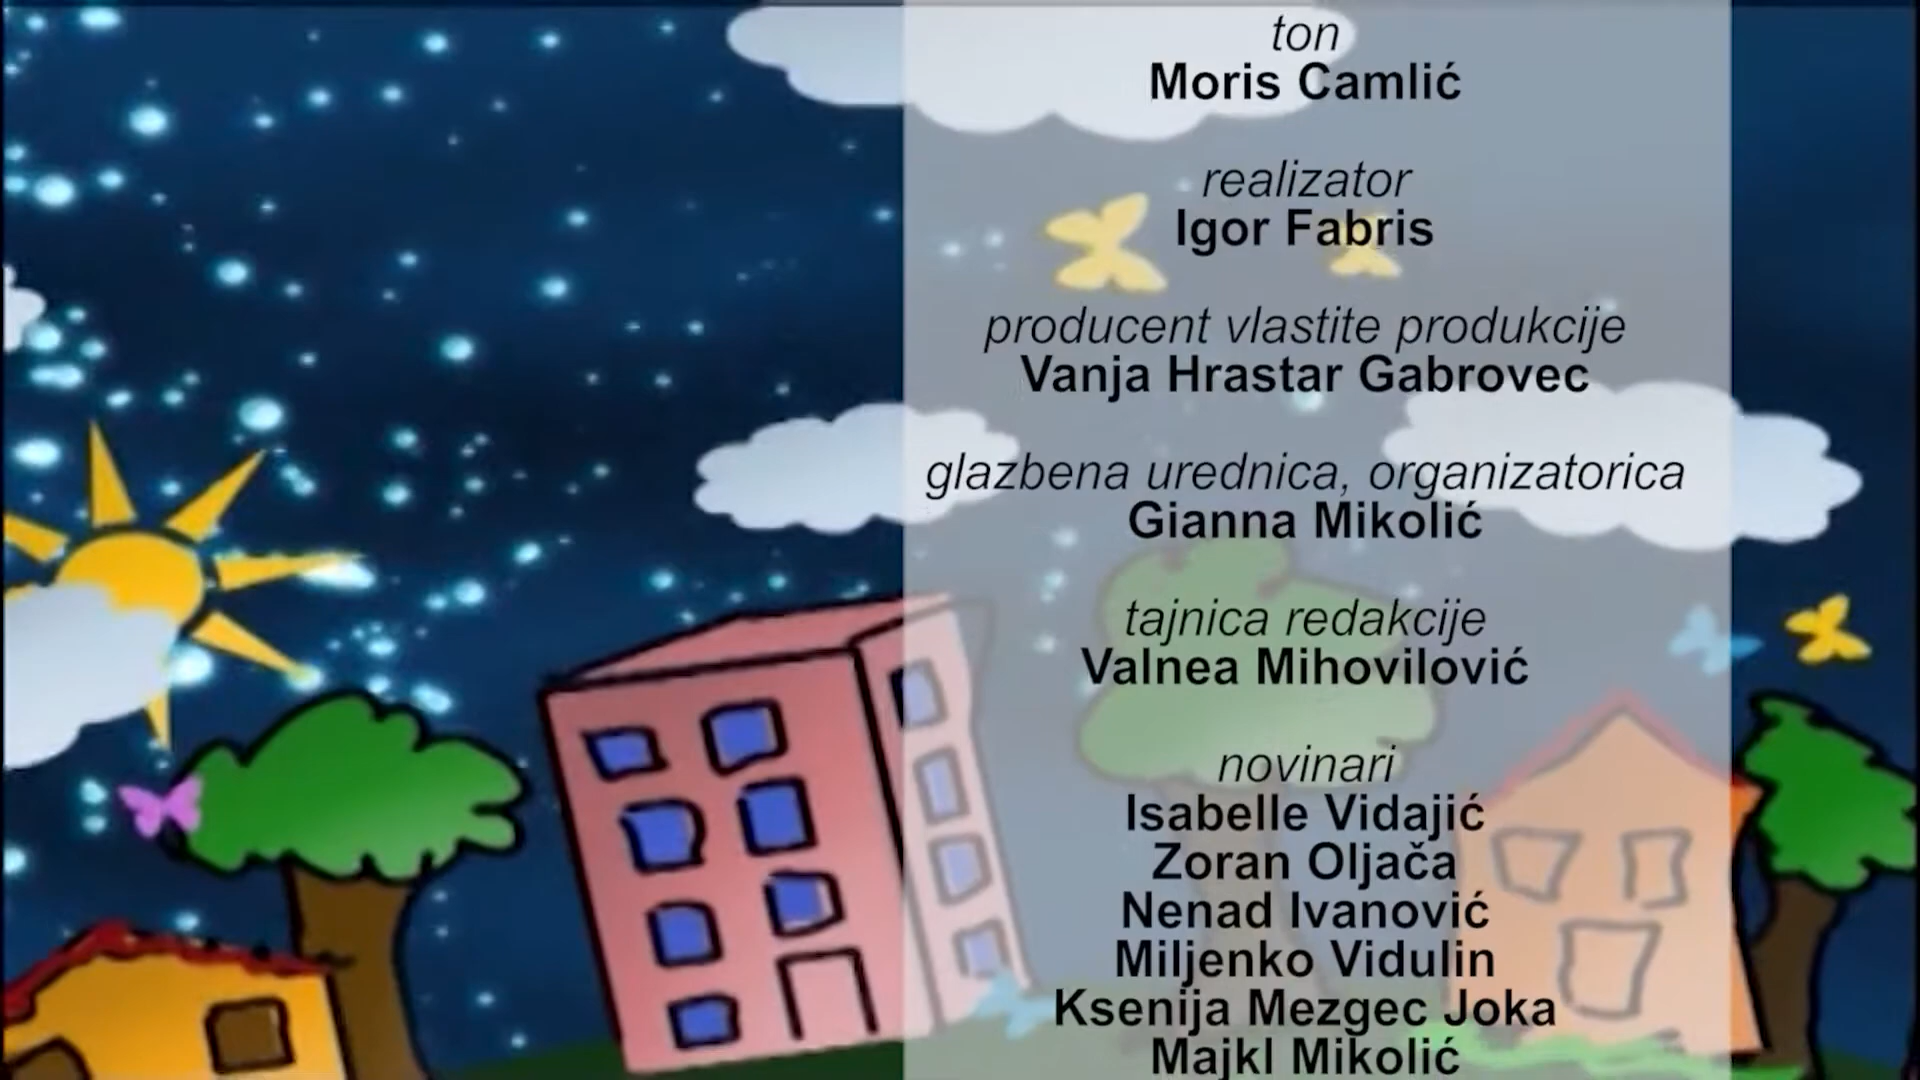 ton
Moris Camlić
realizator
Igor Fabris
producent vlastite produkcije
Vanja Hrastar Gabrovec
glazbena urednica, organizatorica
Gianna Mikolić
tajnica redakcije
Valnea Mihovilović
novinari
Isabelle Vidajić
Zoran Oljača
Nenad Ivanović
Miljenko Vidulin
Ksenija Mezgec Joka
Majkl Mikolić